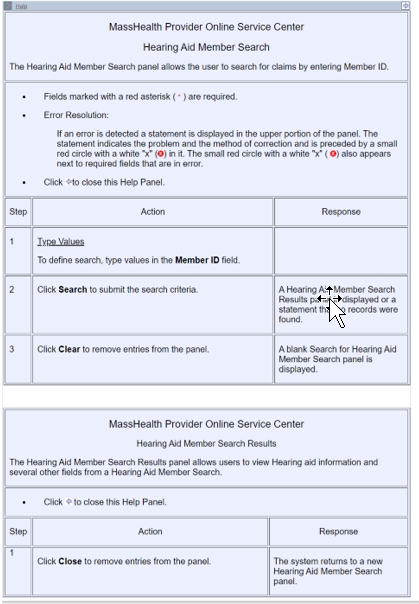 Help
MassHealth Provider Online Service Center
Hearing Aid Member Search
The Hearing Aid Member Search panel allows the user to search for claims by entering Member ID.
• Fields marked with a red asterisk ( * ) are required.
• Error Resolution:
If an error is detected a statement is displayed in the upper portion of the panel. The
statement indicates the problem and the method of correction and is preceded by a small
red circle with a white "x" ( ) in it. The small red circle with a white "x" ( ) also appears
next to required fields that are in error.
• Click to close this Help Panel.
Step Action Response
1 Type Values
To define search, type values in the Member ID field.
2 Click Search to submit the search criteria. A Hearing Member Search
Results displayed or a
statement records were
found.
3 Click Clear to remove entries from the panel. A blank Search for Hearing Aid
Member Search panel is
displayed.
MassHealth Provider Online Service Center
Hearing Aid Member Search Results
The Hearing Aid Member Search Results panel allows users to view Hearing aid information and
several other fields from a Hearing Aid Member Search.
• Click to close this Help Panel.
Step Action Response
1 Click Close to remove entries from the panel. The system returns to a new
Hearing Aid Member Search
panel.